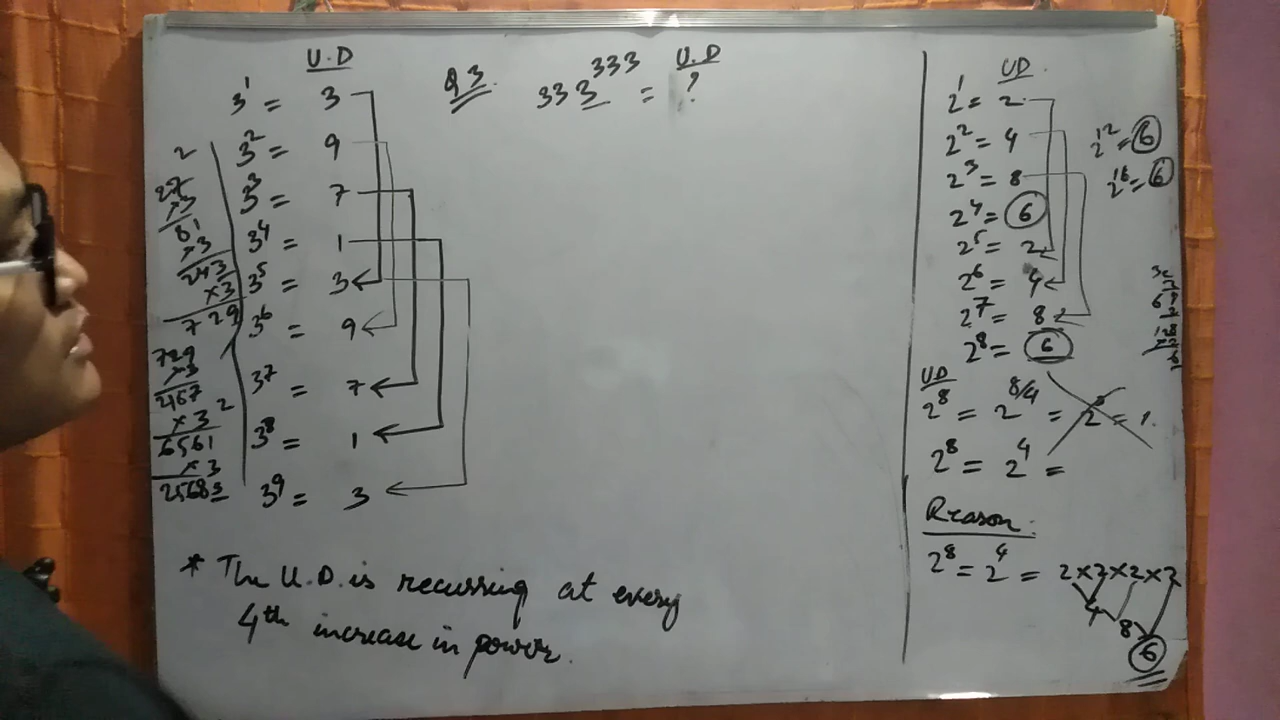 U.D
3¹ = 3
3² = 9
3³ = 7
3⁴ = 1
3⁵ = 3
3⁶ = 9
3⁷ = 7
3⁸ = 1
3⁹ = 3
2
27
×3
81
×3
243
×3
729
729
×3
2187
×3 2
6561
×3
25683
* The U.D. is recurring at every
4th increase in power.
Q3. 333³³³ = U.D ?
UD.
2¹ = 2
2² = 4
2³ = 8
2⁴ = 6
2⁵ = 2
2⁶ = 4
2⁷ = 8
2⁸ = 6
2¹² = 6
2¹⁶ = 6
UD
2⁸ = 2^8/4 = 2⁰ = 1.
2⁸ = 2⁴ =
Reason:
2⁸ = 2⁴ = 2×2×2×2
4
8
6